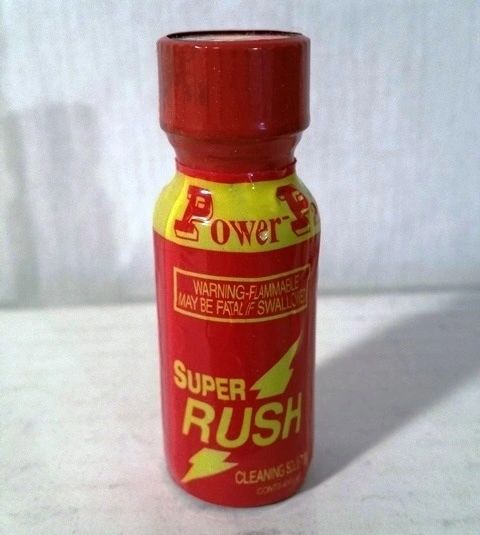 Power-P
WARNING-FLAMMABLE
MAY BE FATAL IF SWALLOWED
SUPER
RUSH
CLEANING